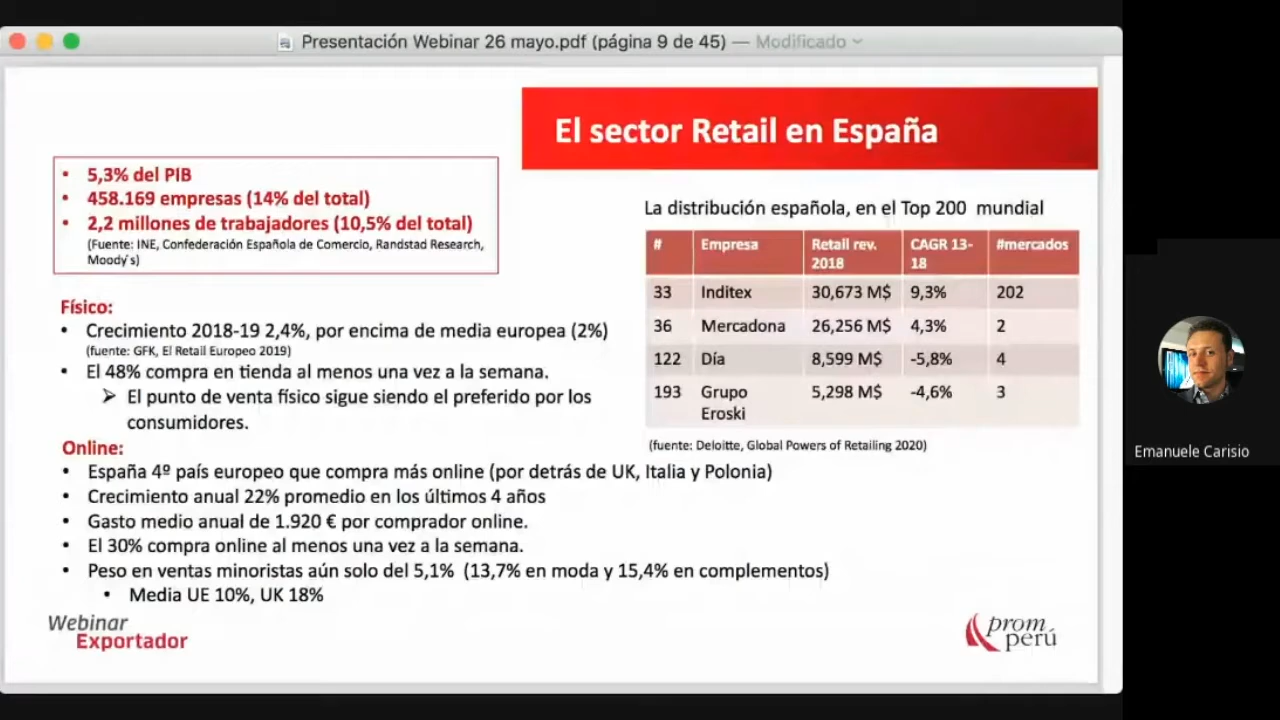 Presentación Webinar 26 mayo.pdf (página 9 de 45) — Modificado
El sector Retail en España
• 5,3% del PIB
• 458.169 empresas (14% del total)
• 2,2 millones de trabajadores (10,5% del total)
(Fuente: INE, Confederación Española de Comercio, Randstad Research,
Moody´s)
Físico:
• Crecimiento 2018-19 2,4%, por encima de media europea (2%)
(fuente: GFK, El Retail Europeo 2019)
• El 48% compra en tienda al menos una vez a la semana.
➢ El punto de venta físico sigue siendo el preferido por los
consumidores.
La distribución española, en el Top 200 mundial
# Empresa Retail rev. 2018 CAGR 13-18 #mercados
33 Inditex 30,673 M$ 9,3% 202
36 Mercadona 26,256 M$ 4,3% 2
122 Día 8,599 M$ -5,8% 4
193 Grupo Eroski 5,298 M$ -4,6% 3
(fuente: Deloitte, Global Powers of Retailing 2020)
Online:
• España 4º país europeo que compra más online (por detrás de UK, Italia y Polonia)
• Crecimiento anual 22% promedio en los últimos 4 años
• Gasto medio anual de 1.920 € por comprador online.
• El 30% compra online al menos una vez a la semana.
• Peso en ventas minoristas aún solo del 5,1% (13,7% en moda y 15,4% en complementos)
• Media UE 10%, UK 18%
Webinar
Exportador
prom
perú
Emanuele Carisio